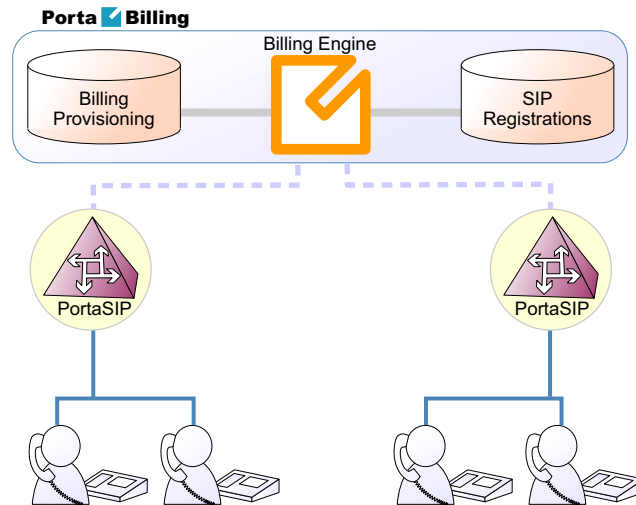 Porta Billing
Billing Engine
Billing
Provisioning
SIP
Registrations
PortaSIP
PortaSIP